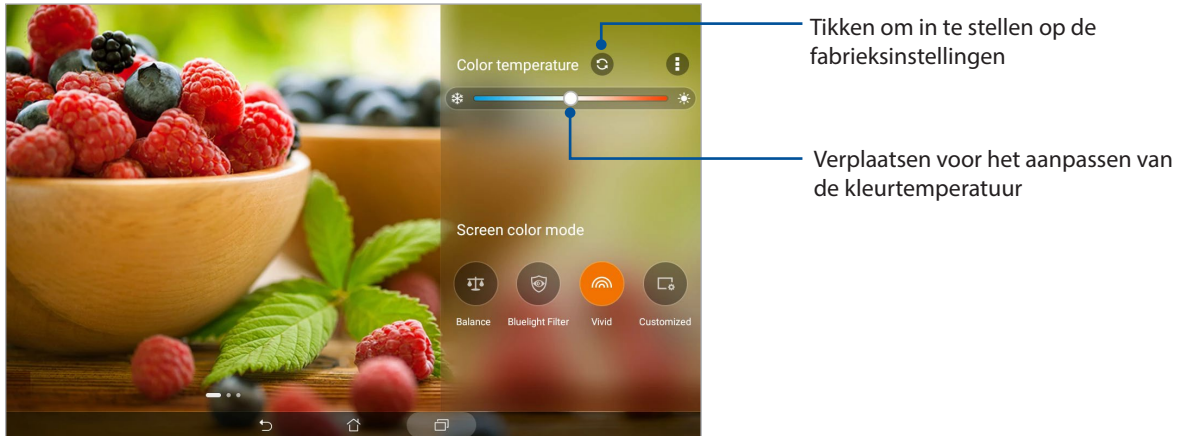 Tikken om in te stellen op de
fabrieksinstellingen
Color temperature
Verplaatsen voor het aanpassen van
de kleurtemperatuur
Screen color mode
Balance Bluelight Filter Vivid Customized